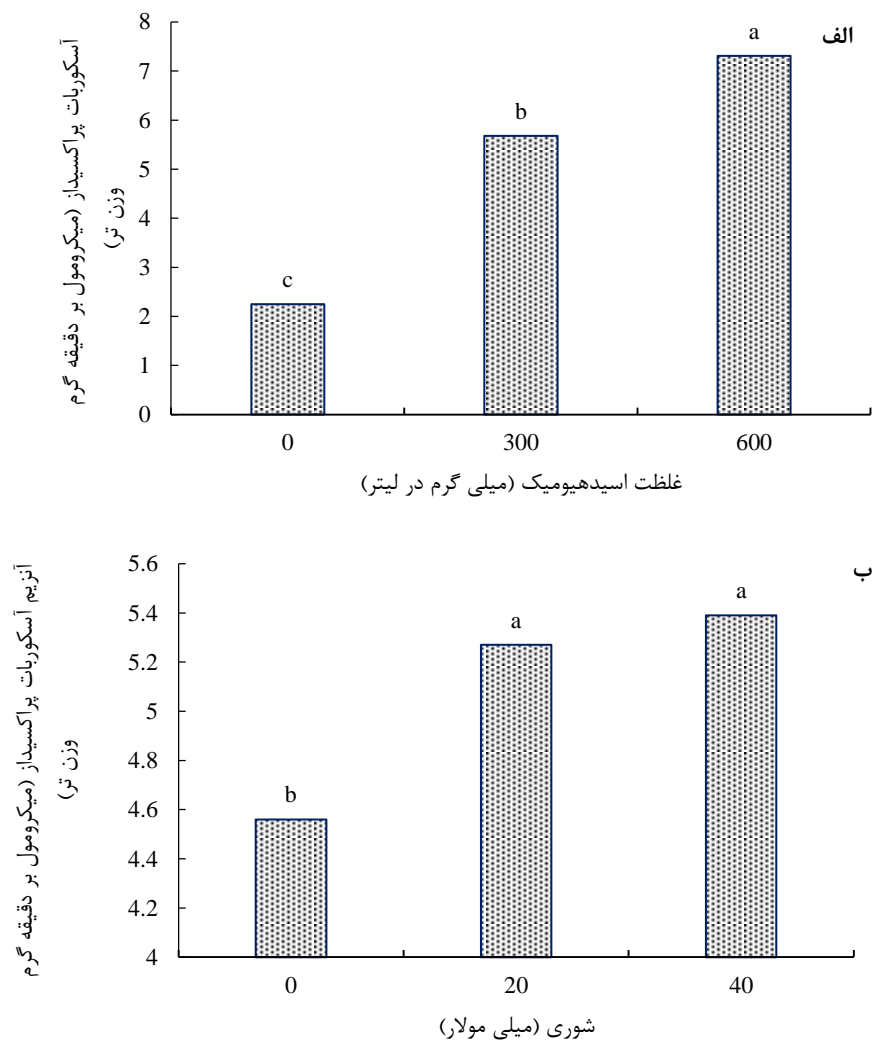 الف
آسکوربات پراکسیداز (میکرومول بر دقیقه گرم
وزن تر)
8
7
6
5
4
3
2
1
0
c
b
a
0 300 600
غلظت اسیدهیومیک (میلی گرم در لیتر)
ب
آنزیم آسکوربات پراکسیداز (میکرومول بر دقیقه گرم
وزن تر)
5.6
5.4
5.2
5
4.8
4.6
4.4
4.2
4
b
a
a
0 20 40
شوری (میلی مولار)